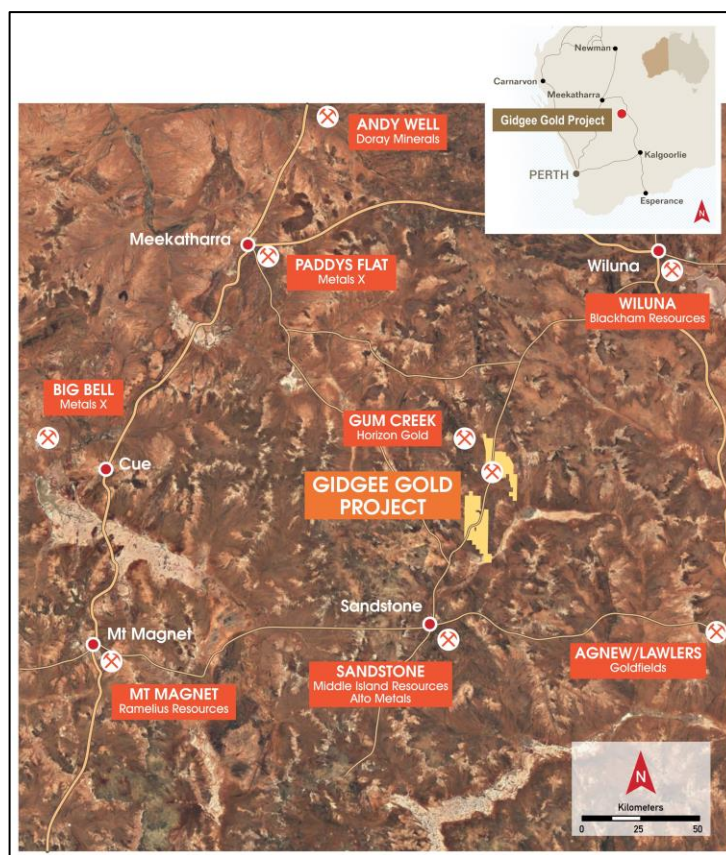 Newman
Carnarvon
Meekatharra
Gidgee Gold Project
Kalgoorlie
PERTH
Esperance
N
ANDY WELL
Doray Minerals
Meekatharra
PADDYS FLAT
Metals X
Wiluna
WILUNA
Blackham Resources
BIG BELL
Metals X
GUM CREEK
Horizon Gold
Cue
GIDGEE GOLD
PROJECT
Sandstone
Mt Magnet
MT MAGNET
Ramelius Resources
SANDSTONE
Middle Island Resources
Alto Metals
AGNEW/LAWLERS
Goldfields
N
Kilometers
0 25 50